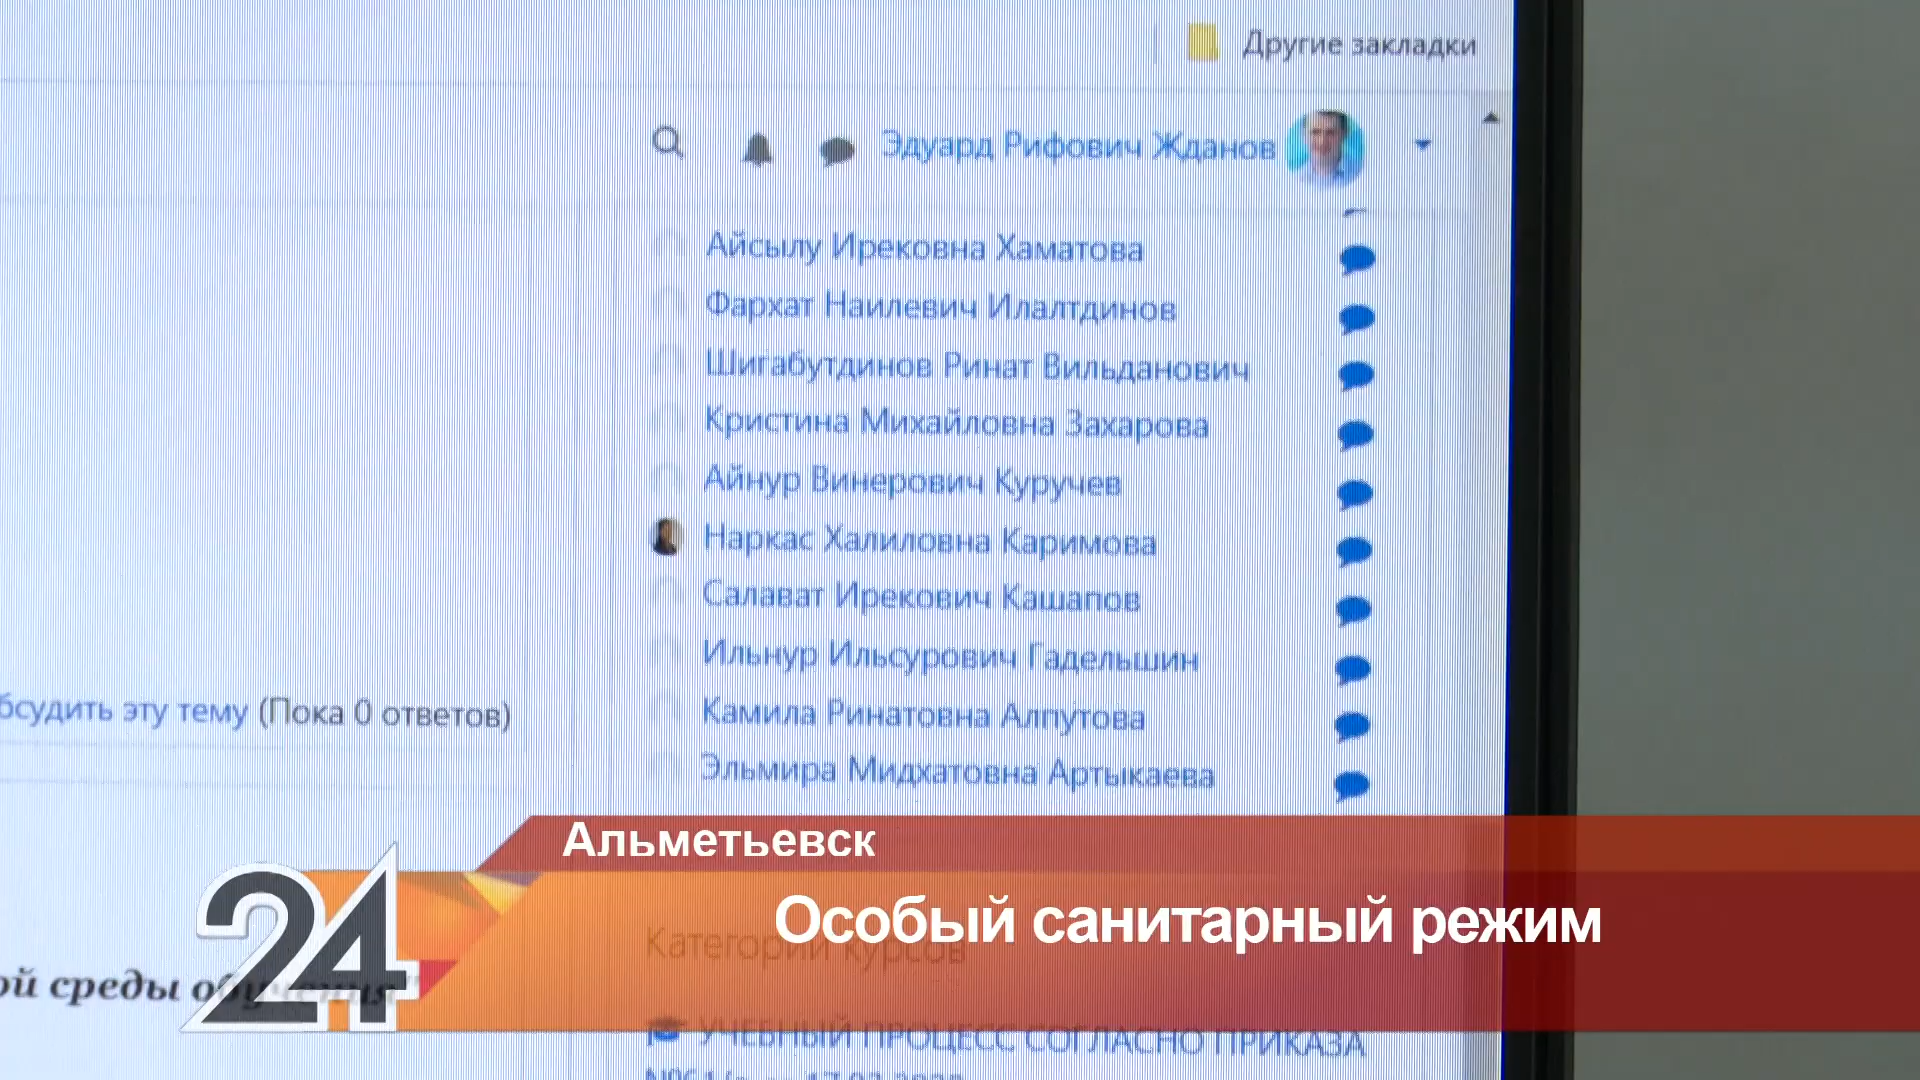 Другие закладки
Эдуард Рифович Жданов
Айсылу Ирековна Хаматова
Фархат Наилевич Илалтдинов
Шигабутдинов Ринат Вильданович
Кристина Михайловна Захарова
Айнур Винерович Куручев
Наркас Халиловна Каримова
Салават Ирекович Кашапов
Ильнур Ильсурович Гадельшин
Камила Ринатовна Алпутова
Эльмира Мидхатовна Артыкаева
бсудить эту тему (Пока 0 ответов)
Альметьевск
24
Особый санитарный режим
Категории курсов
ой среды обучения"
УЧЕБНЫЙ ПРОЦЕСС СОГЛАСНО ПРИКАЗА